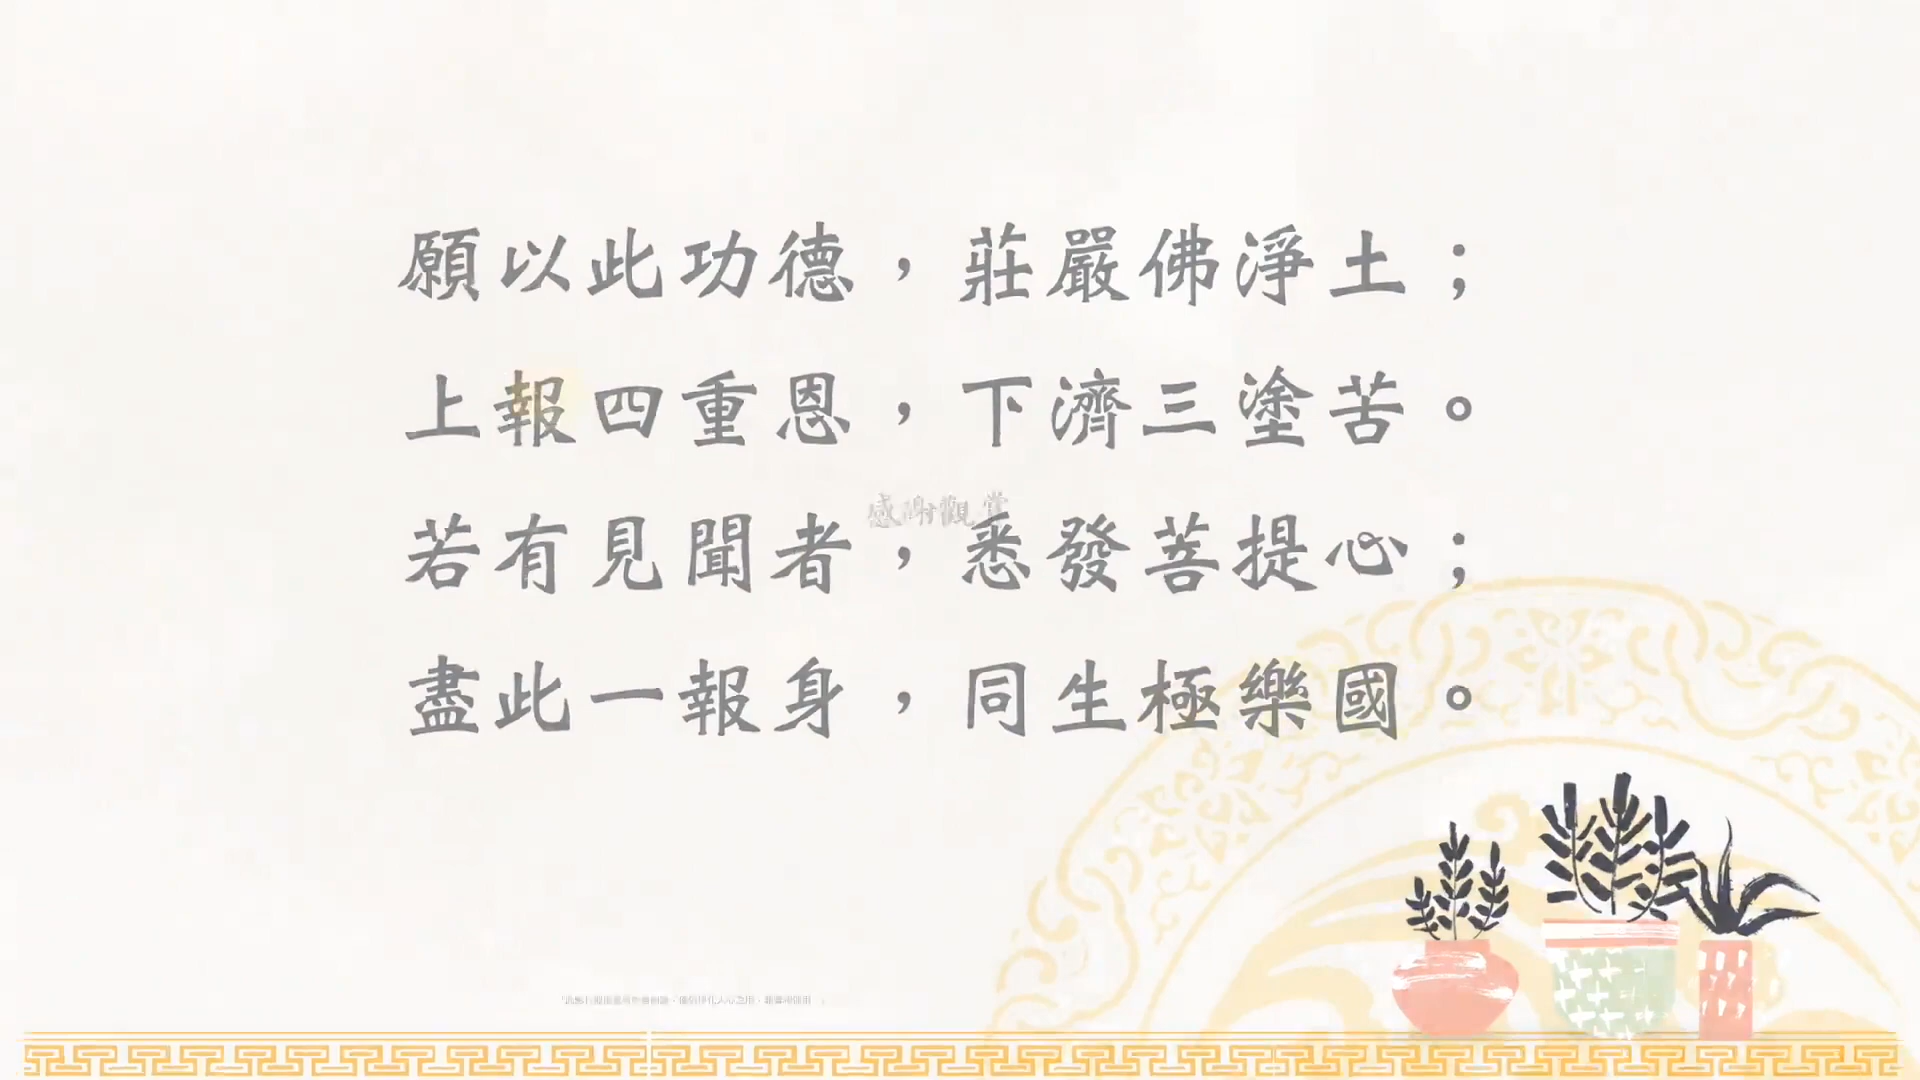 願以此功德，莊嚴佛淨土；
上報四重恩，下濟三塗苦。
感謝觀賞
若有見聞者，悉發菩提心；
盡此一報身，同生極樂國。